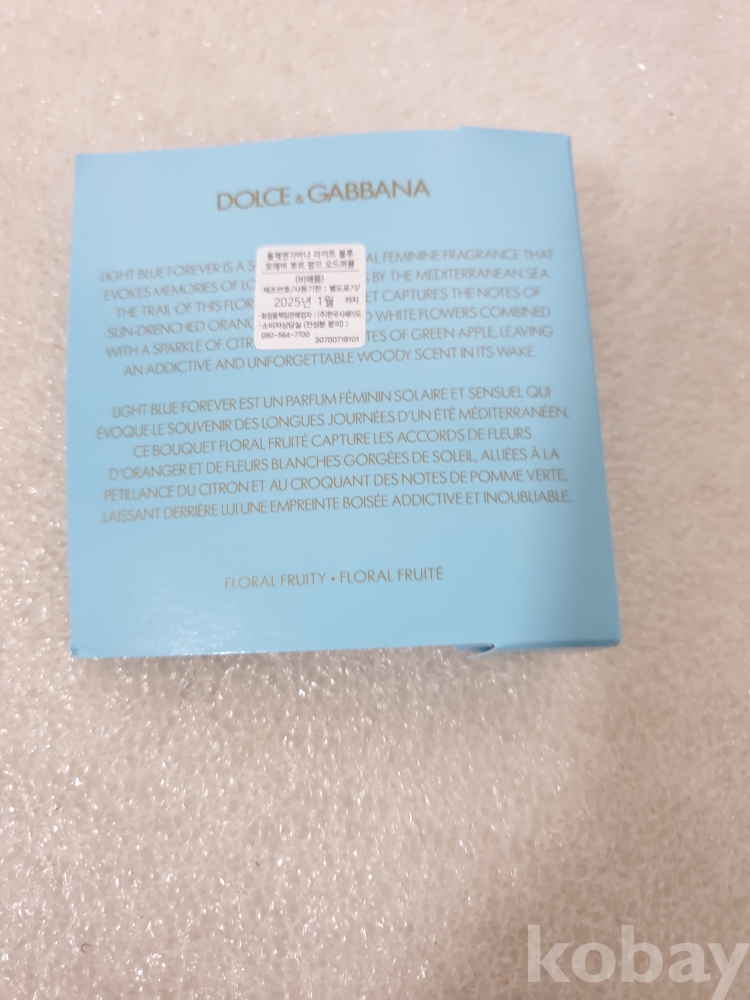 DOLCE & GABBANA
돌체앤가바나 라이트 블루
포에버 뿌르 팜므 오드퍼퓸
(비매품)
제조번호/사용기한 : 별도표기/
2025년 1월 까지
화장품책임판매업자 : (주)한국시세이도
소비자상담실 (전성분 문의) :
080-564-7700
30700718101
LIGHT BLUE FOREVER IS A S AL FEMININE FRAGRANCE THAT
EVOKES MEMORIES OF LO S BY THE MEDITERRANEAN SEA.
THE TRAIL OF THIS FLOR ET CAPTURES THE NOTES OF
SUN-DRENCHED ORANG D WHITE FLOWERS COMBINED
WITH A SPARKLE OF CITR TES OF GREEN APPLE, LEAVING
AN ADDICTIVE AND UNFORGETTABLE WOODY SCENT IN ITS WAKE.
LIGHT BLUE FOREVER EST UN PARFUM FÉMININ SOLAIRE ET SENSUEL QUI
ÉVOQUE LE SOUVENIR DES LONGUES JOURNÉES D'UN ÉTÉ MÉDITERRANÉEN.
CE BOUQUET FLORAL FRUITÉ CAPTURE LES ACCORDS DE FLEURS
D'ORANGER ET DE FLEURS BLANCHES GORGÉES DE SOLEIL, ALLIÉES À LA
PÉTILLANCE DU CITRON ET AU CROQUANT DES NOTES DE POMME VERTE,
LAISSANT DERRIÈRE LUI UNE EMPREINTE BOISÉE ADDICTIVE ET INOUBLIABLE.
FLORAL FRUITY • FLORAL FRUITÉ
kobay